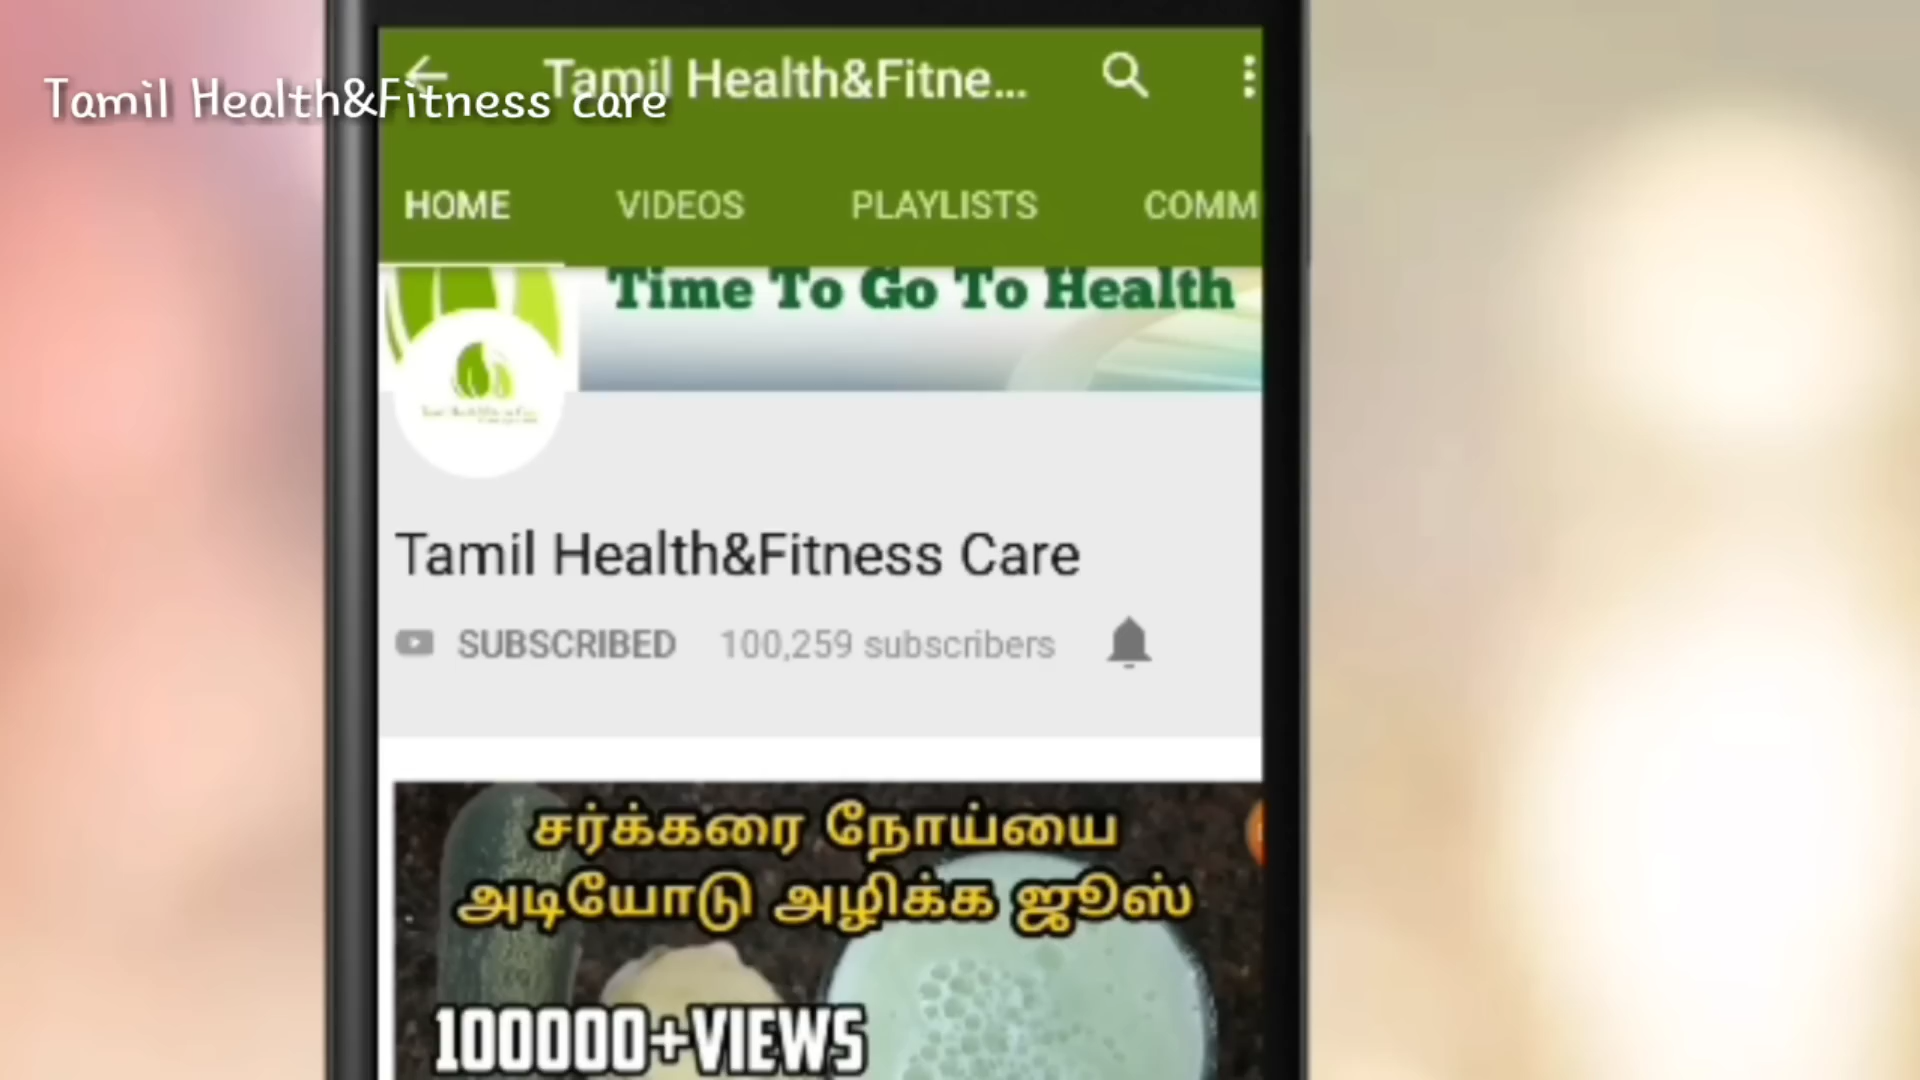 Tamil Health&Fitness care
Tamil Health&Fitne...
HOME VIDEOS PLAYLISTS COMM
Time To Go To Health
Tamil Health&Fitness Care
SUBSCRIBED 100,259 subscribers
சர்க்கரை நோய்யை
அடியோடு அழிக்க ஜூஸ்
100000+VIEWS